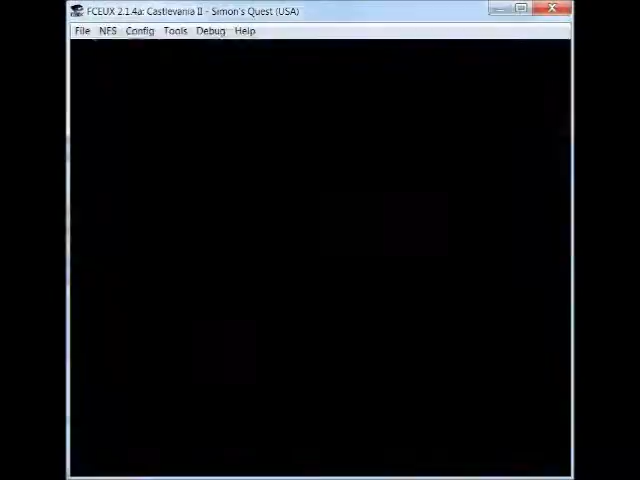 FCEUX 2.1.4a: Castlevania II - Simon's Quest (USA)
File NES Config Tools Debug Help